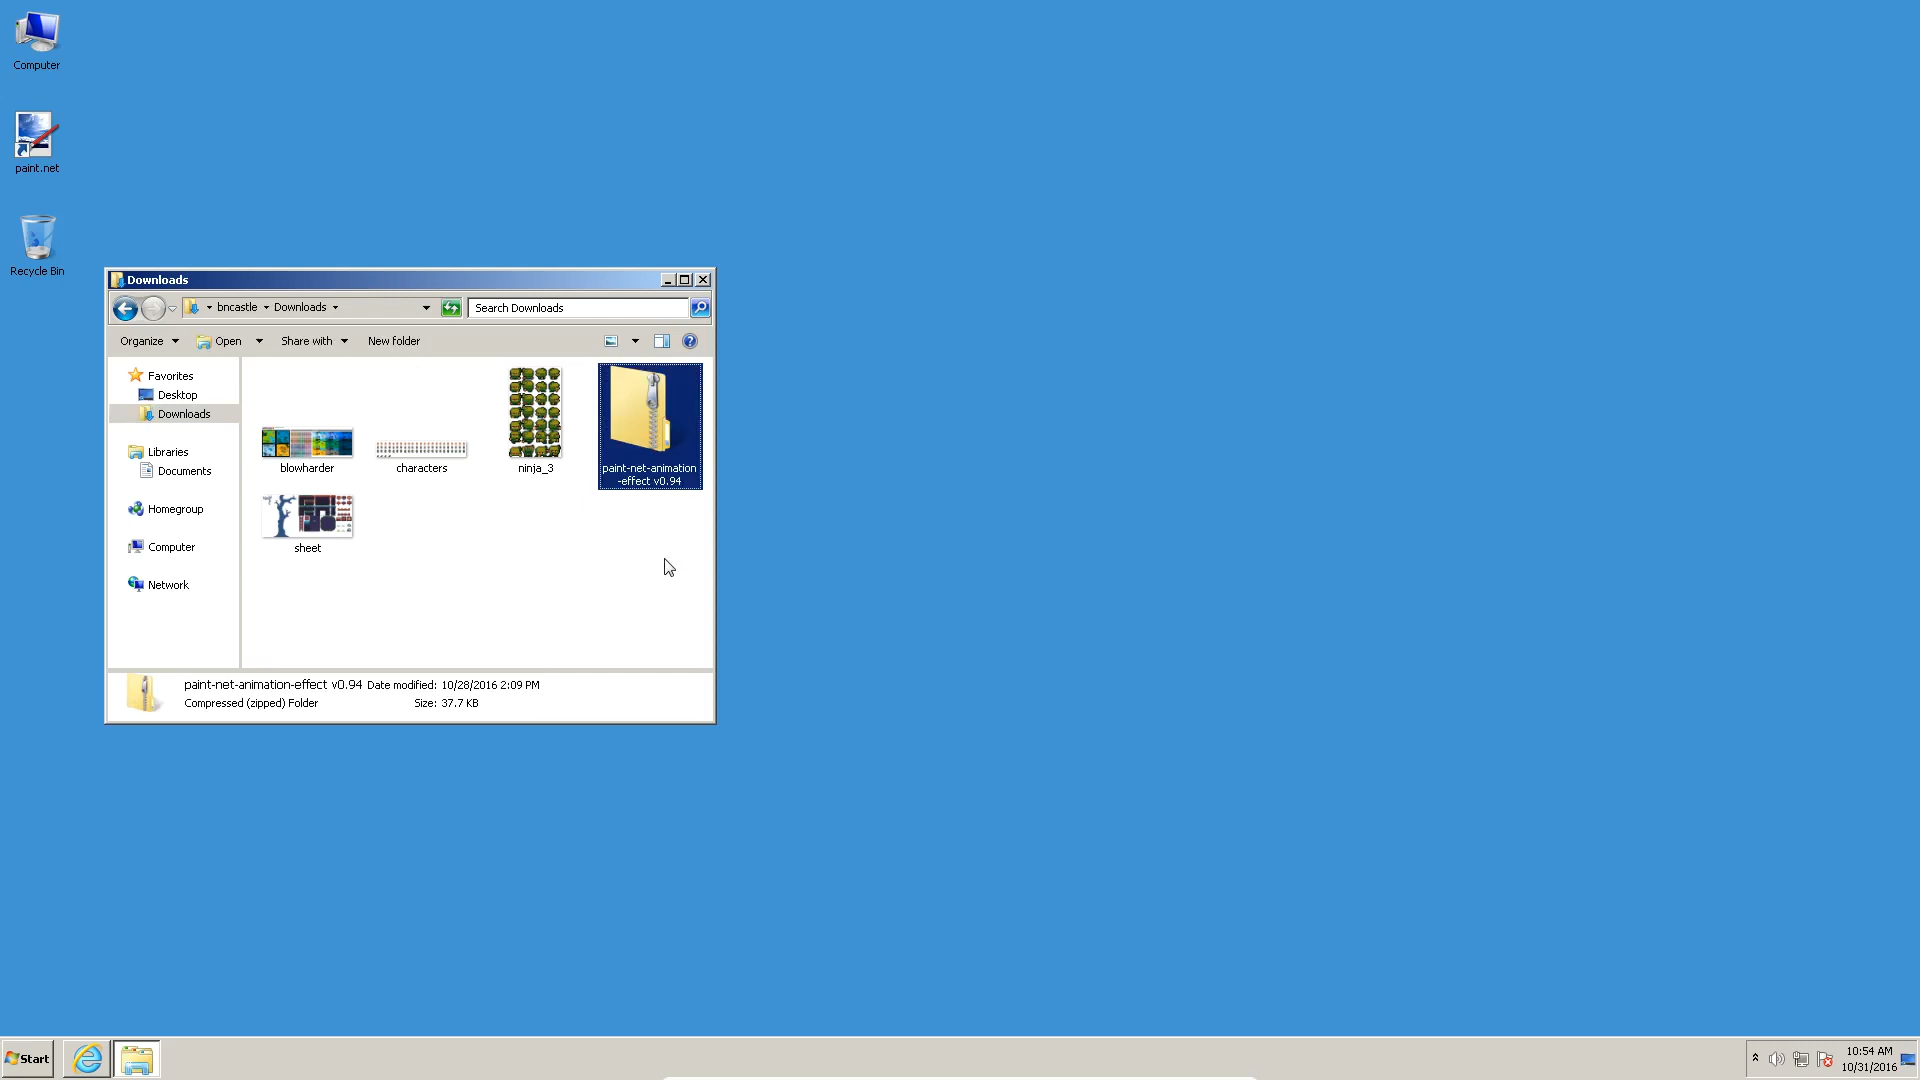 Computer
paint.net
Recycle Bin
Downloads
bncastle Downloads
Search Downloads
Organize Open Share with New folder
Favorites
Desktop
Downloads
Libraries
Documents
Homegroup
Computer
Network
blowharder
characters
ninja_3
paint-net-animation
-effect v0.94
sheet
paint-net-animation-effect v0.94 Date modified: 10/28/2016 2:09 PM
Compressed (zipped) Folder Size: 37.7 KB
Start
10:54 AM
10/31/2016